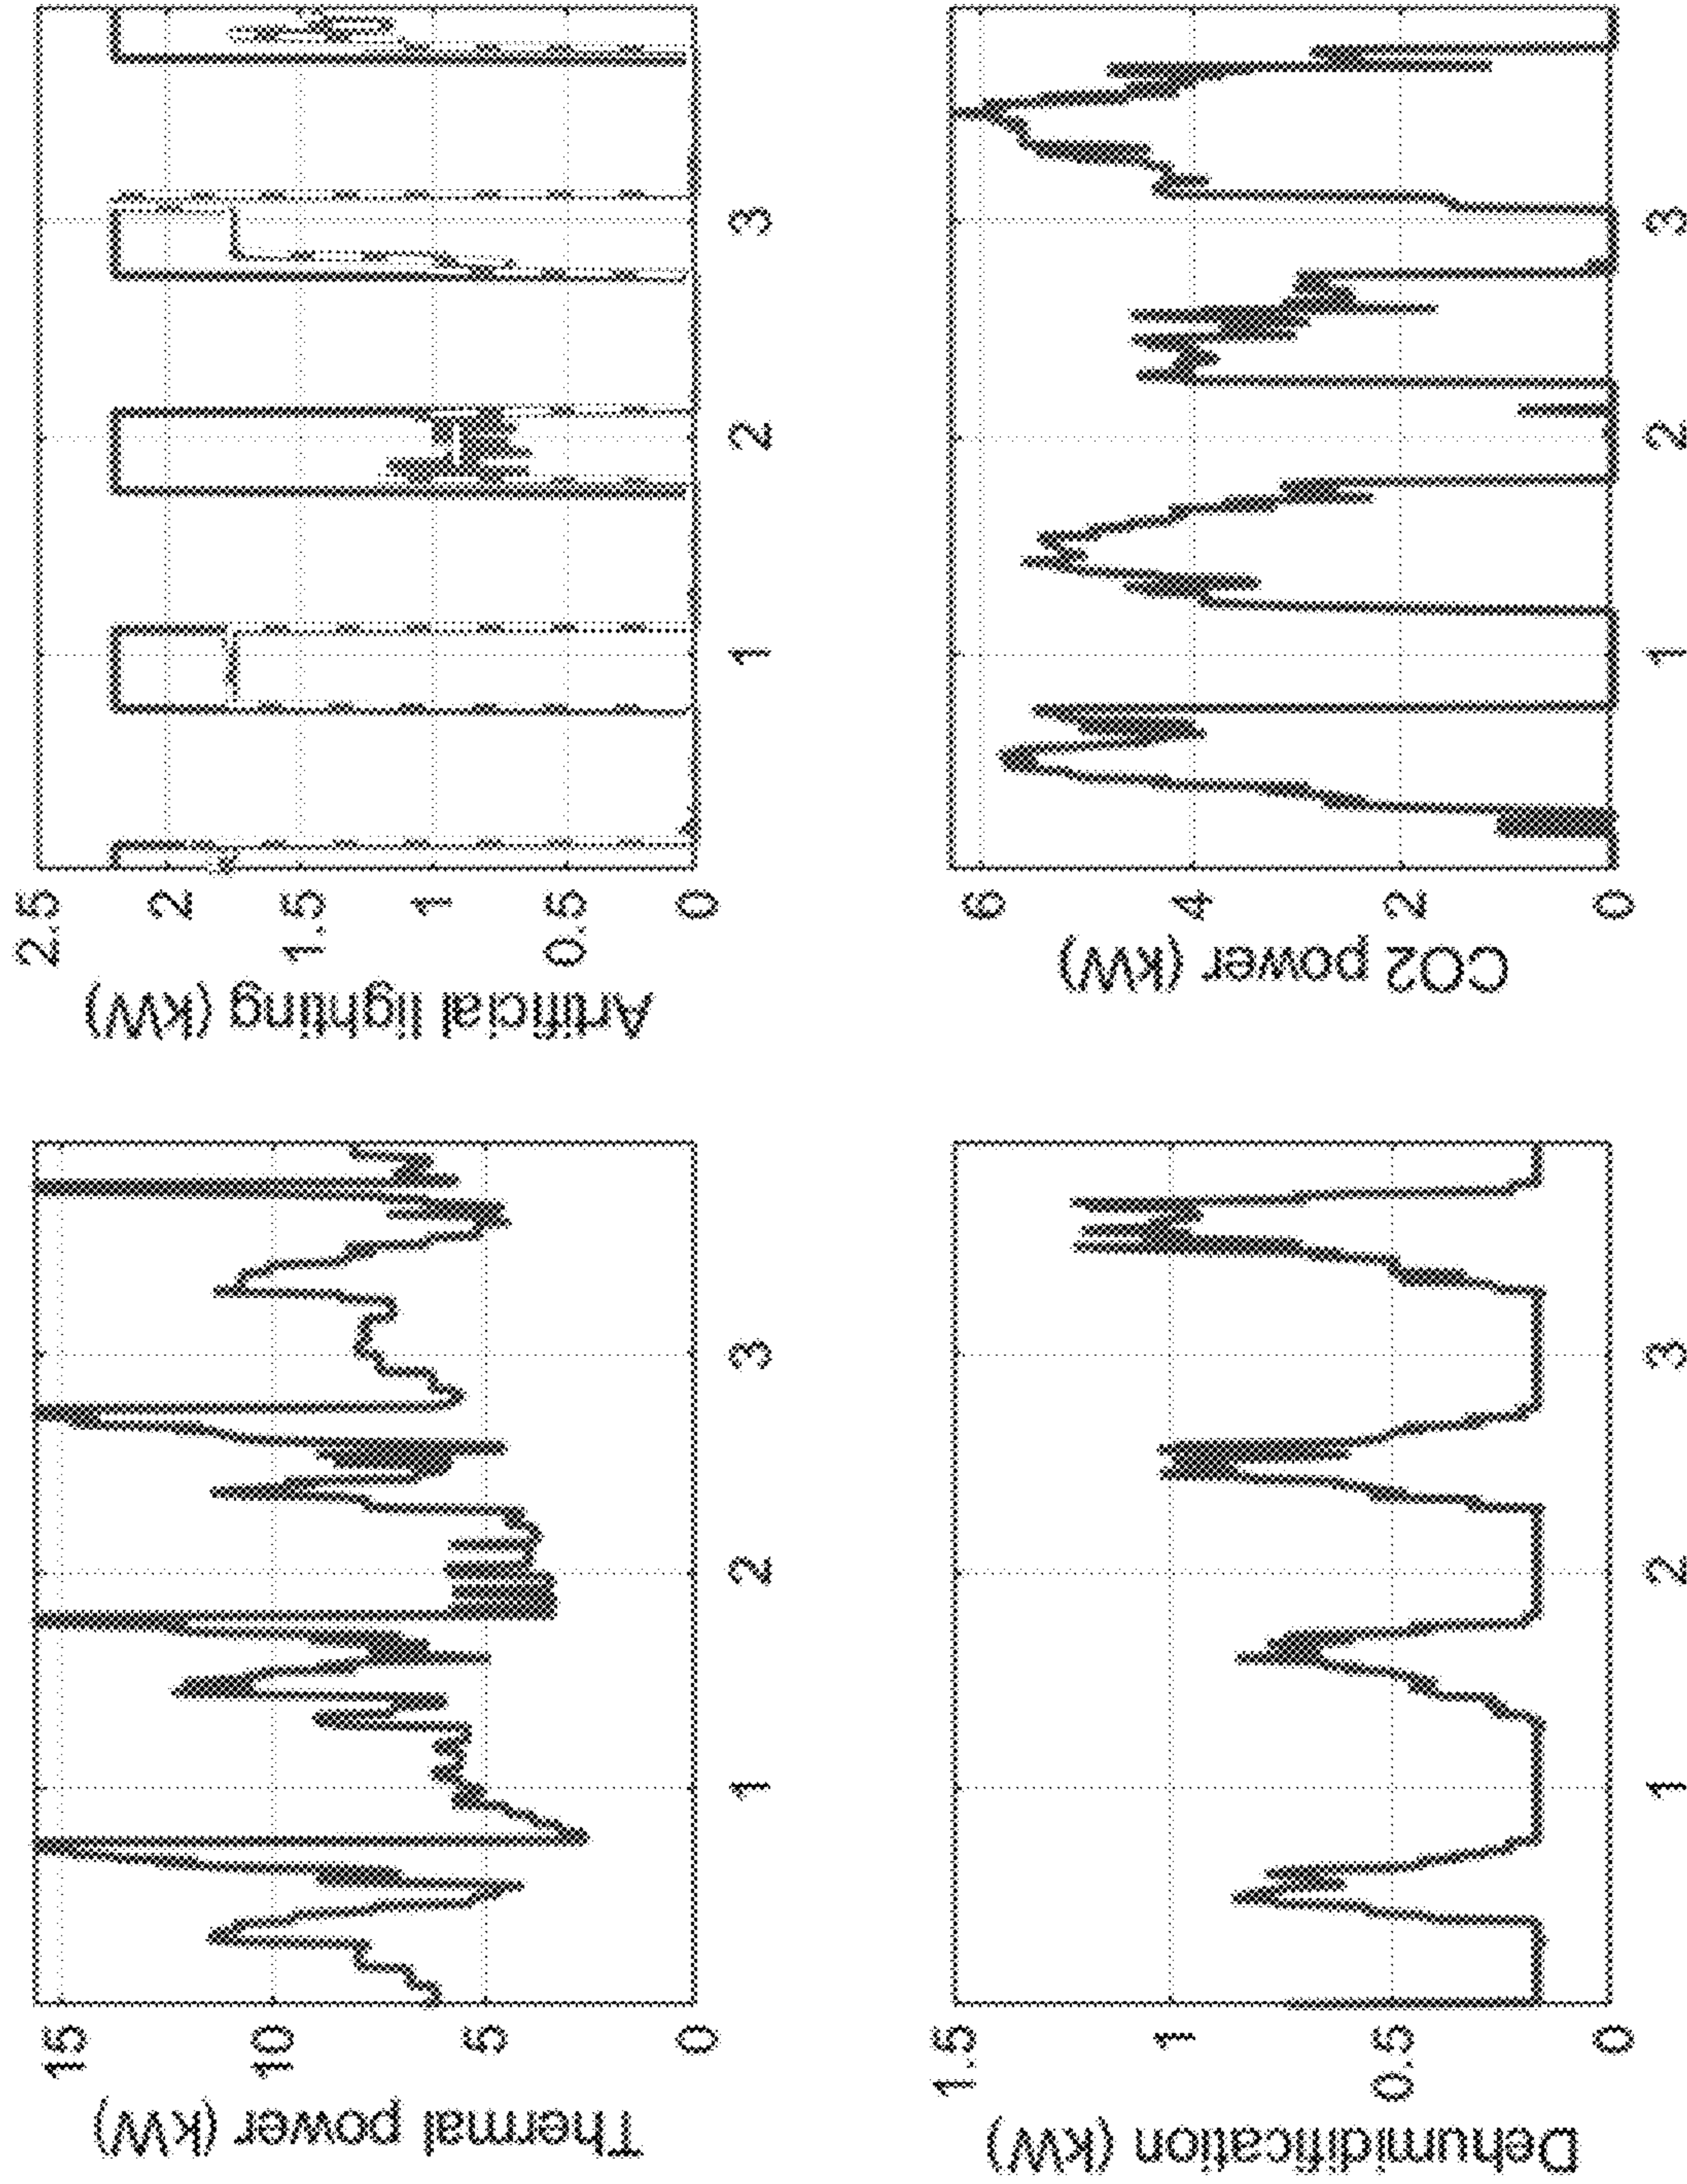 Thermal power (kW)
15
10
5
0
1 2 3
Artificial lighting (kW)
2.5
2
1.5
1
0.5
0
1 2 3
Dehumidification (kW)
1.5
1
0.5
0
1 2 3
CO2 power (kW)
6
4
2
0
1 2 3